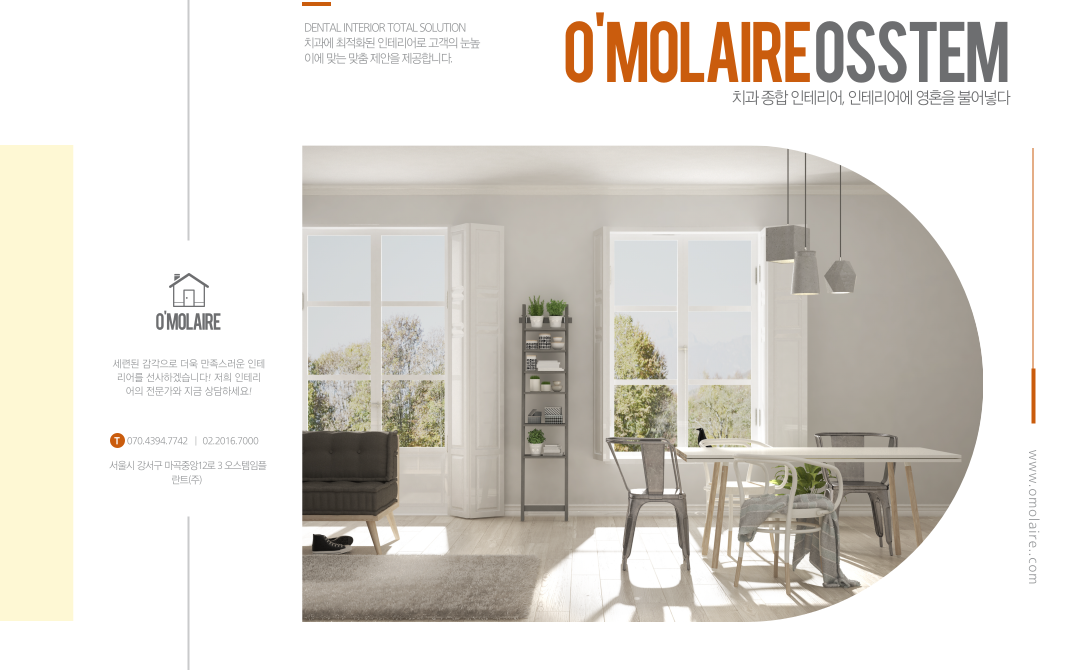 DENTAL INTERIOR TOTAL SOLUTION
치과에 최적화된 인테리어로 고객의 눈높
이에 맞는 맞춤 제안을 제공합니다.
O'MOLAIRE OSSTEM
치과 종합 인테리어, 인테리어에 영혼을 불어넣다
O'MOLAIRE
세련된 감각으로 더욱 만족스러운 인테
리어를 선사하겠습니다! 저희 인테리
어의 전문가와 지금 상담하세요!
T 070.4394.7742 | 02.2016.7000
서울시 강서구 마곡중앙12로 3 오스템임플
란트(주)
www.omolaire..com